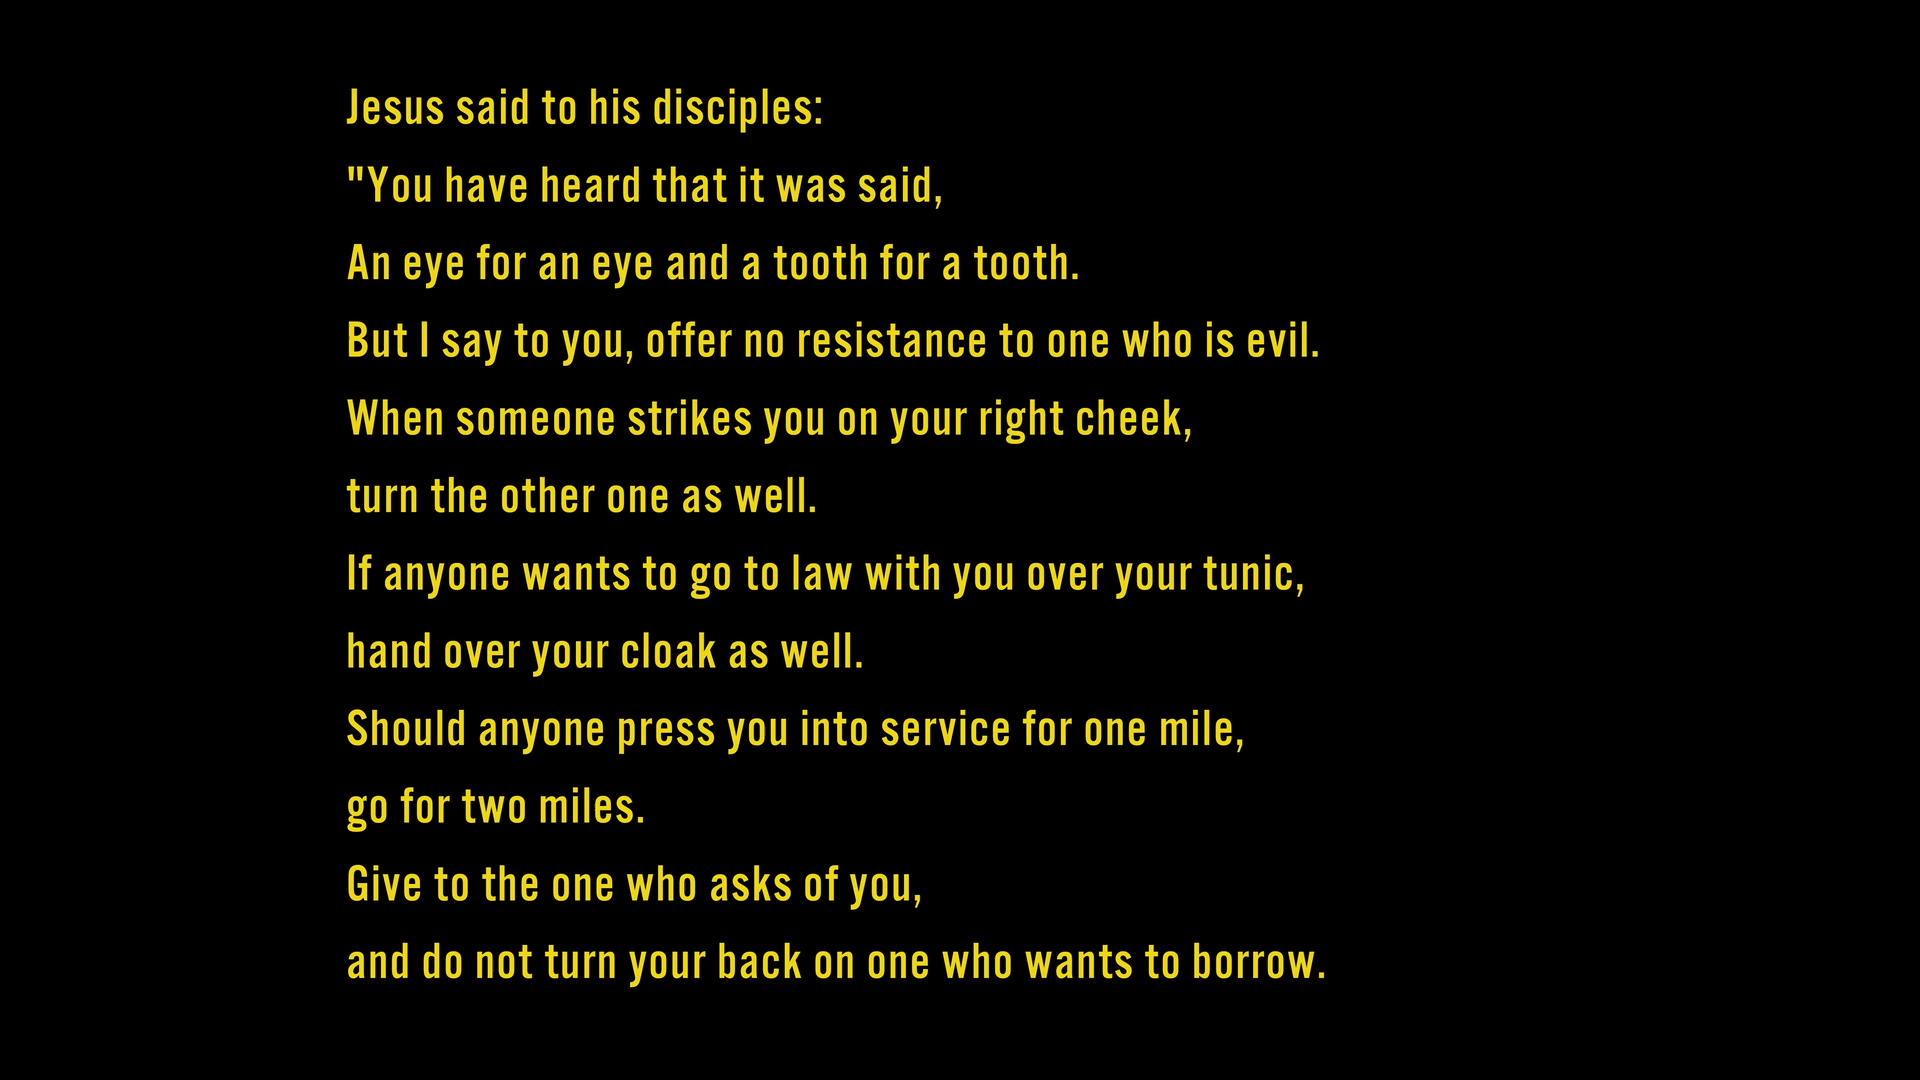 Jesus said to his disciples:
"You have heard that it was said,
An eye for an eye and a tooth for a tooth.
But I say to you, offer no resistance to one who is evil.
When someone strikes you on your right cheek,
turn the other one as well.
If anyone wants to go to law with you over your tunic,
hand over your cloak as well.
Should anyone press you into service for one mile,
go for two miles.
Give to the one who asks of you,
and do not turn your back on one who wants to borrow.